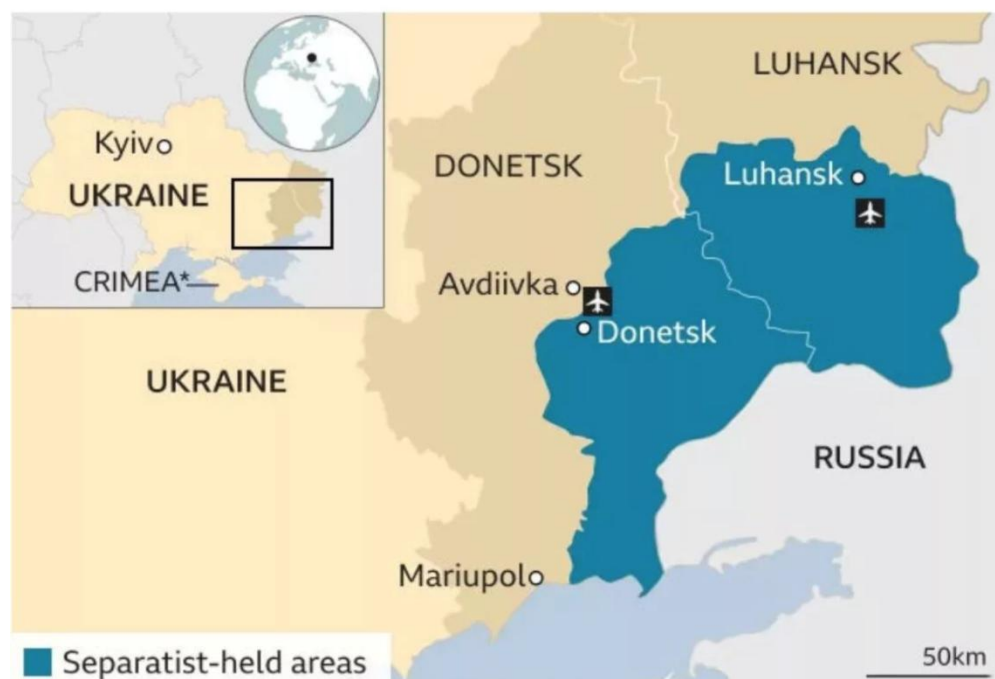 Kyiv
UKRAINE
CRIMEA*
LUHANSK
DONETSK
Luhansk
Avdiivka
Donetsk
UKRAINE
RUSSIA
Mariupol
Separatist-held areas
50km